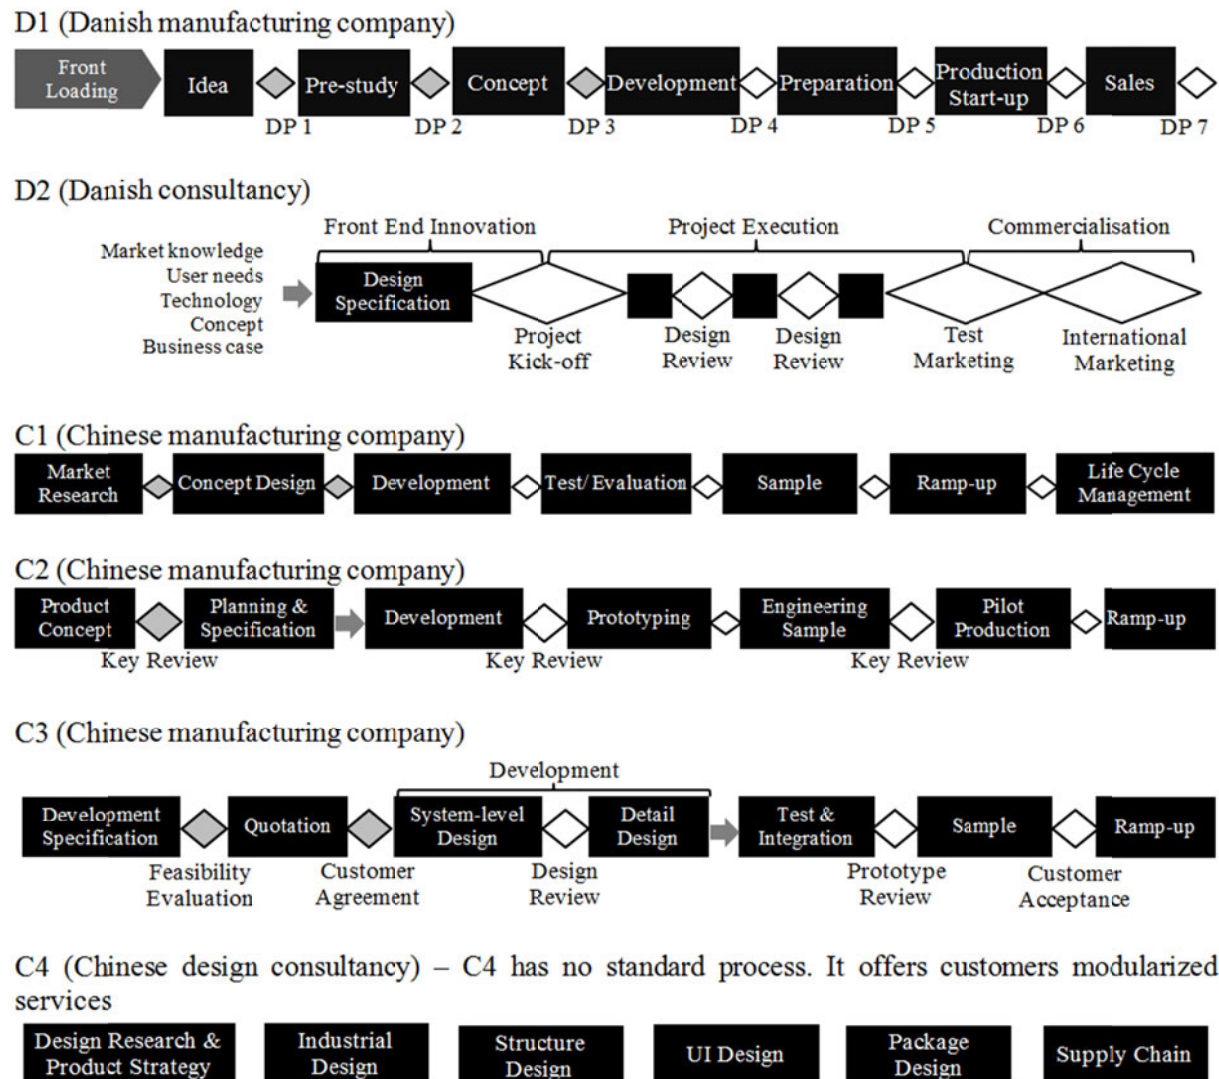 D1 (Danish manufacturing company)
Front
Loading
Idea
Pre-study
Concept
Development
Preparation
Production
Start-up
Sales
DP 1
DP 2
DP 3
DP 4
DP 5
DP 6
DP 7
D2 (Danish consultancy)
Front End Innovation
Project Execution
Commercialisation
Market knowledge
User needs
Technology
Concept
Business case
Design
Specification
Project
Kick-off
Design
Review
Design
Review
Test
Marketing
International
Marketing
C1 (Chinese manufacturing company)
Market
Research
Concept Design
Development
Test/ Evaluation
Sample
Ramp-up
Life Cycle
Management
C2 (Chinese manufacturing company)
Product
Concept
Planning &
Specification
Development
Prototyping
Engineering
Sample
Pilot
Production
Ramp-up
Key Review
Key Review
Key Review
C3 (Chinese manufacturing company)
Development
Development
Specification
Quotation
System-level
Design
Detail
Design
Test &
Integration
Sample
Ramp-up
Feasibility
Evaluation
Customer
Agreement
Design
Review
Prototype
Review
Customer
Acceptance
C4 (Chinese design consultancy) – C4 has no standard process. It offers customers modularized
services
Design Research &
Product Strategy
Industrial
Design
Structure
Design
UI Design
Package
Design
Supply Chain